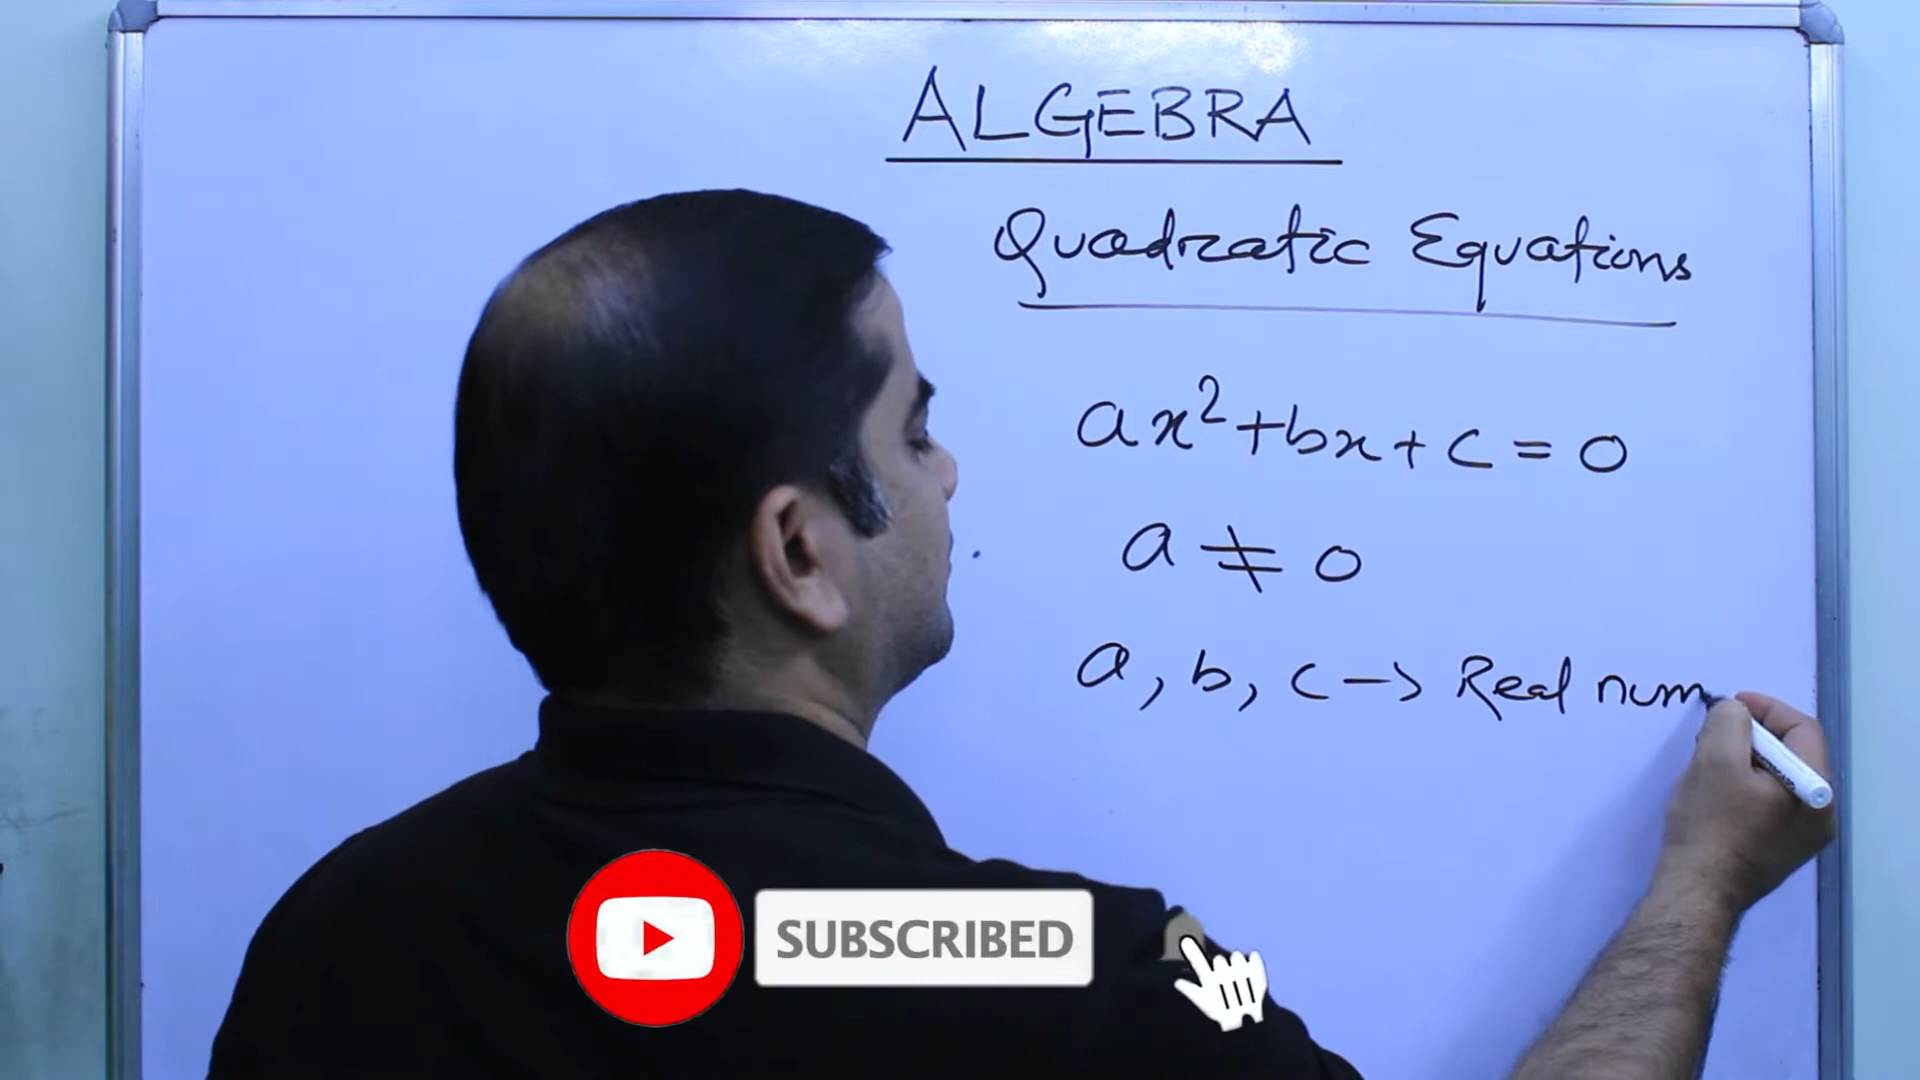 ALGEBRA
Quadratic Equations
ax²+bx+c=0
a ≠ 0
a, b, c -> Real num
SUBSCRIBED